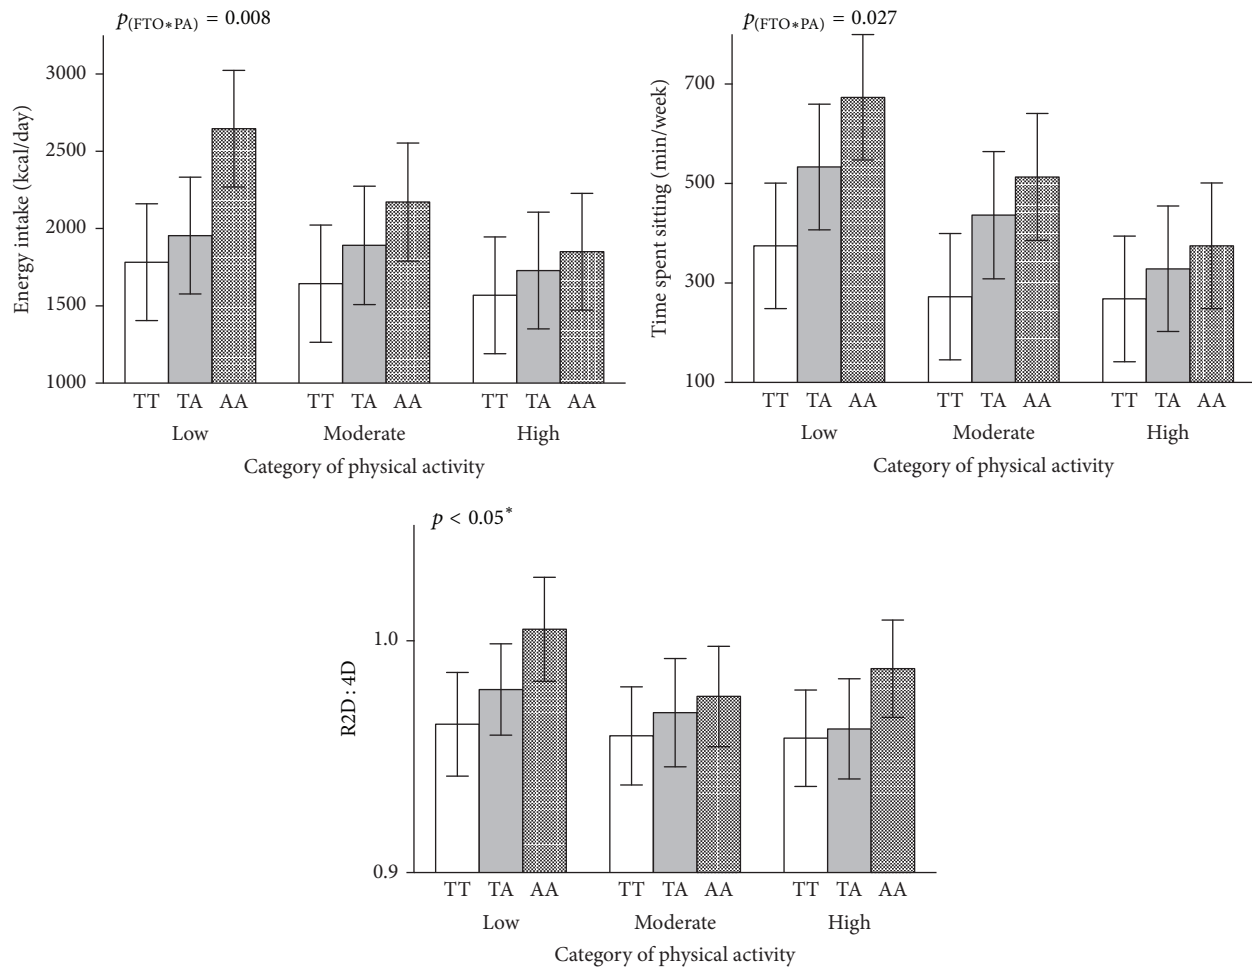 p(FTO∗PA) = 0.008
Energy intake (kcal/day)
3000
2500
2000
1500
1000
TT TA AA TT TA AA TT TA AA
Low Moderate High
Category of physical activity
p(FTO∗PA) = 0.027
Time spent sitting (min/week)
700
500
300
100
TT TA AA TT TA AA TT TA AA
Low Moderate High
Category of physical activity
p < 0.05*
R2D : 4D
1.0
0.9
TT TA AA TT TA AA TT TA AA
Low Moderate High
Category of physical activity